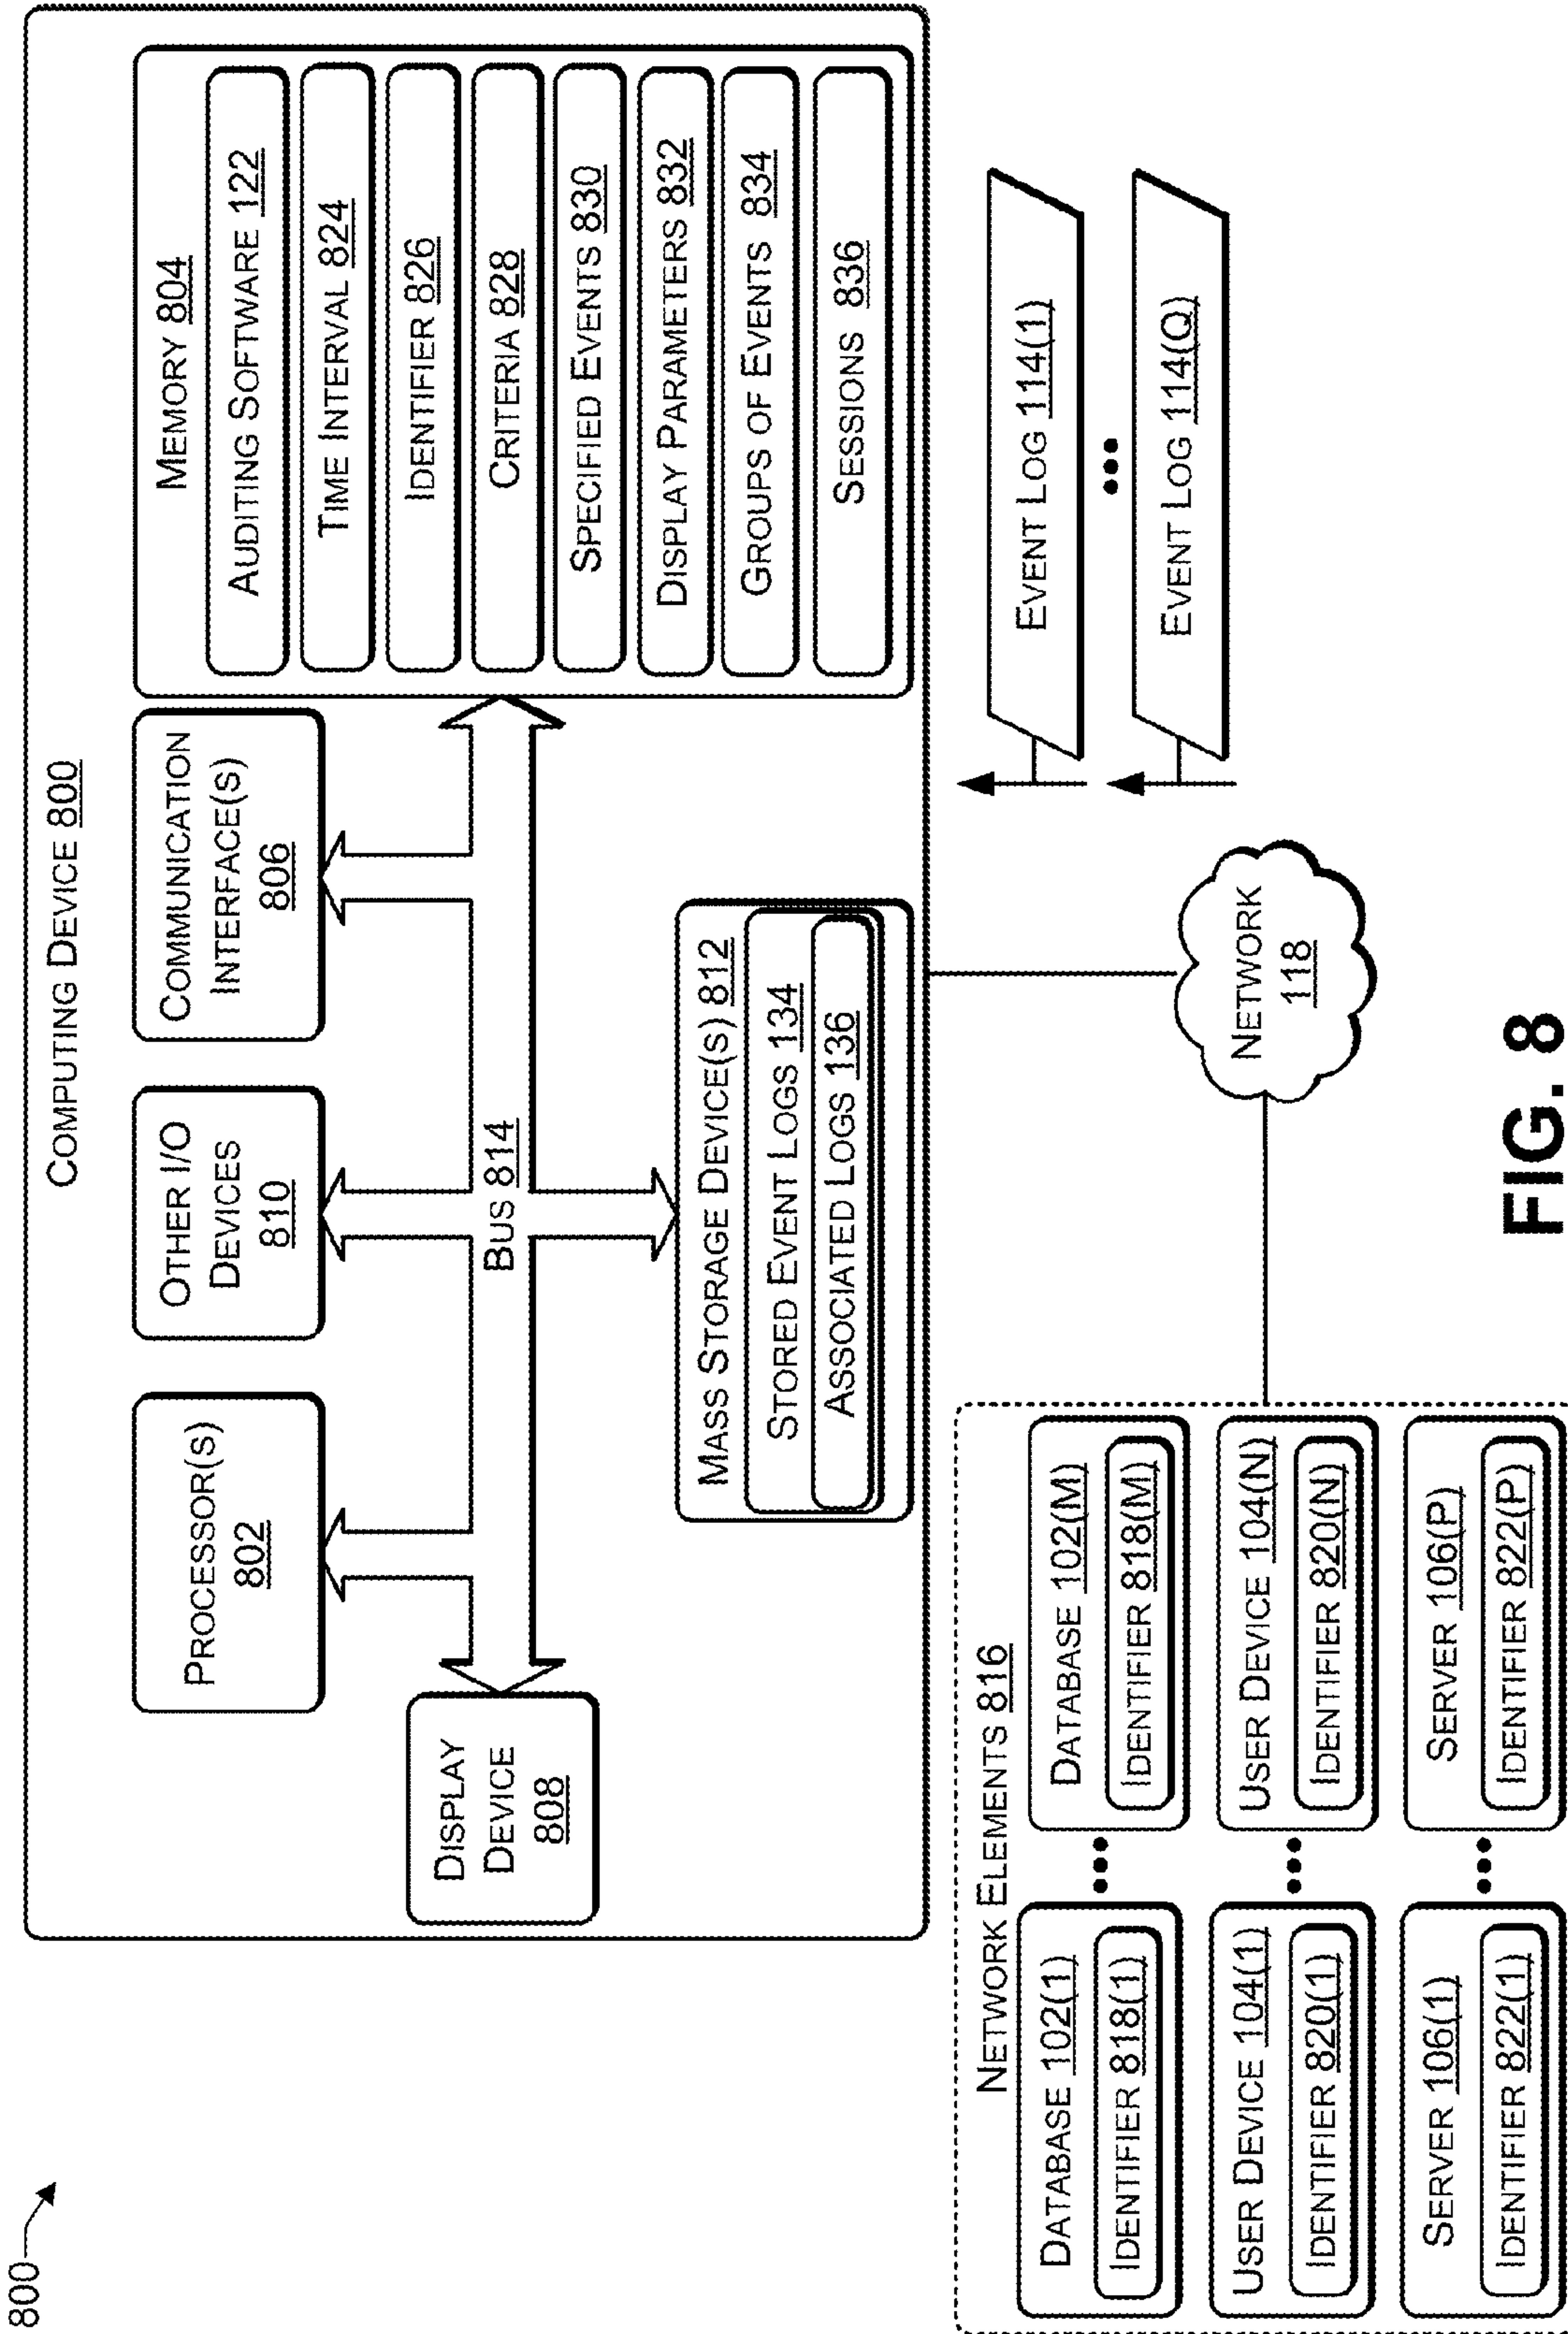 800
COMPUTING DEVICE 800
PROCESSOR(S)
802
OTHER I/O
DEVICES
810
COMMUNICATION
INTERFACE(S)
806
MEMORY 804
AUDITING SOFTWARE 122
TIME INTERVAL 824
IDENTIFIER 826
CRITERIA 828
SPECIFIED EVENTS 830
DISPLAY PARAMETERS 832
GROUPS OF EVENTS 834
SESSIONS 836
DISPLAY
DEVICE
808
BUS 814
MASS STORAGE DEVICE(S) 812
STORED EVENT LOGS 134
ASSOCIATED LOGS 136
NETWORK ELEMENTS 816
DATABASE 102(1)
IDENTIFIER 818(1)
DATABASE 102(M)
IDENTIFIER 818(M)
USER DEVICE 104(1)
IDENTIFIER 820(1)
USER DEVICE 104(N)
IDENTIFIER 820(N)
SERVER 106(1)
IDENTIFIER 822(1)
SERVER 106(P)
IDENTIFIER 822(P)
NETWORK
118
EVENT LOG 114(1)
EVENT LOG 114(Q)
FIG. 8